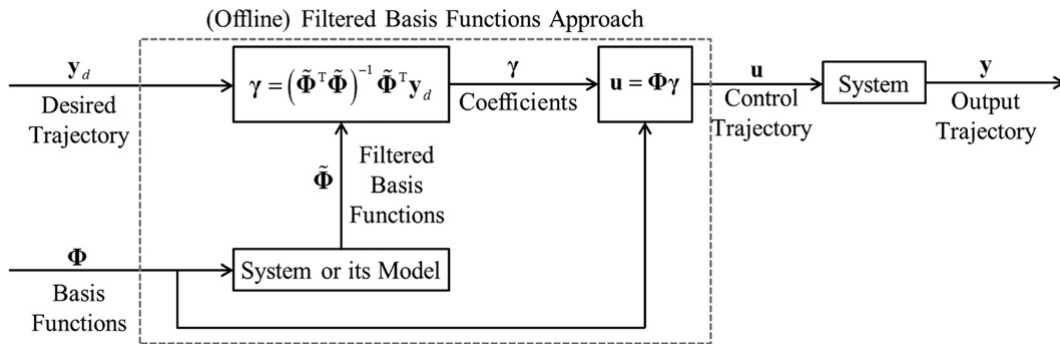 (Offline) Filtered Basis Functions Approach
y_d
Desired
Trajectory
γ = (Φ̃ᵀΦ̃)⁻¹ Φ̃ᵀy_d
γ
Coefficients
u = Φγ
u
Control
Trajectory
System
y
Output
Trajectory
Φ̃
Filtered
Basis
Functions
Φ
Basis
Functions
System or its Model